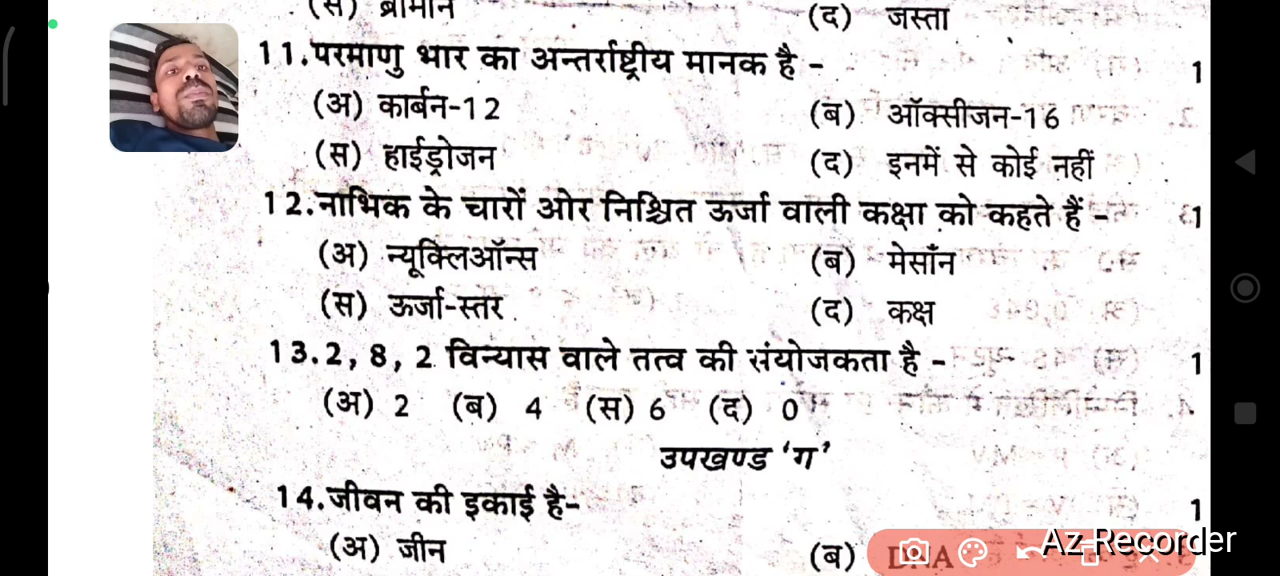 (स) ब्रोमीन
(द) जस्ता
11.परमाणु भार का अन्तर्राष्ट्रीय मानक है - 1
(अ) कार्बन-12 (ब) ऑक्सीजन-16
(स) हाईड्रोजन (द) इनमें से कोई नहीं
12.नाभिक के चारों ओर निश्चित ऊर्जा वाली कक्षा को कहते हैं - 1
(अ) न्यूक्लिऑन्स (ब) मेसॉंन
(स) ऊर्जा-स्तर (द) कक्ष
13.2, 8, 2 विन्यास वाले तत्व की संयोजकता है - 1
(अ) 2 (ब) 4 (स) 6 (द) 0
उपखण्ड ‘ग’
14.जीवन की इकाई है- 1
(अ) जीन (ब) DNA
Az Recorder